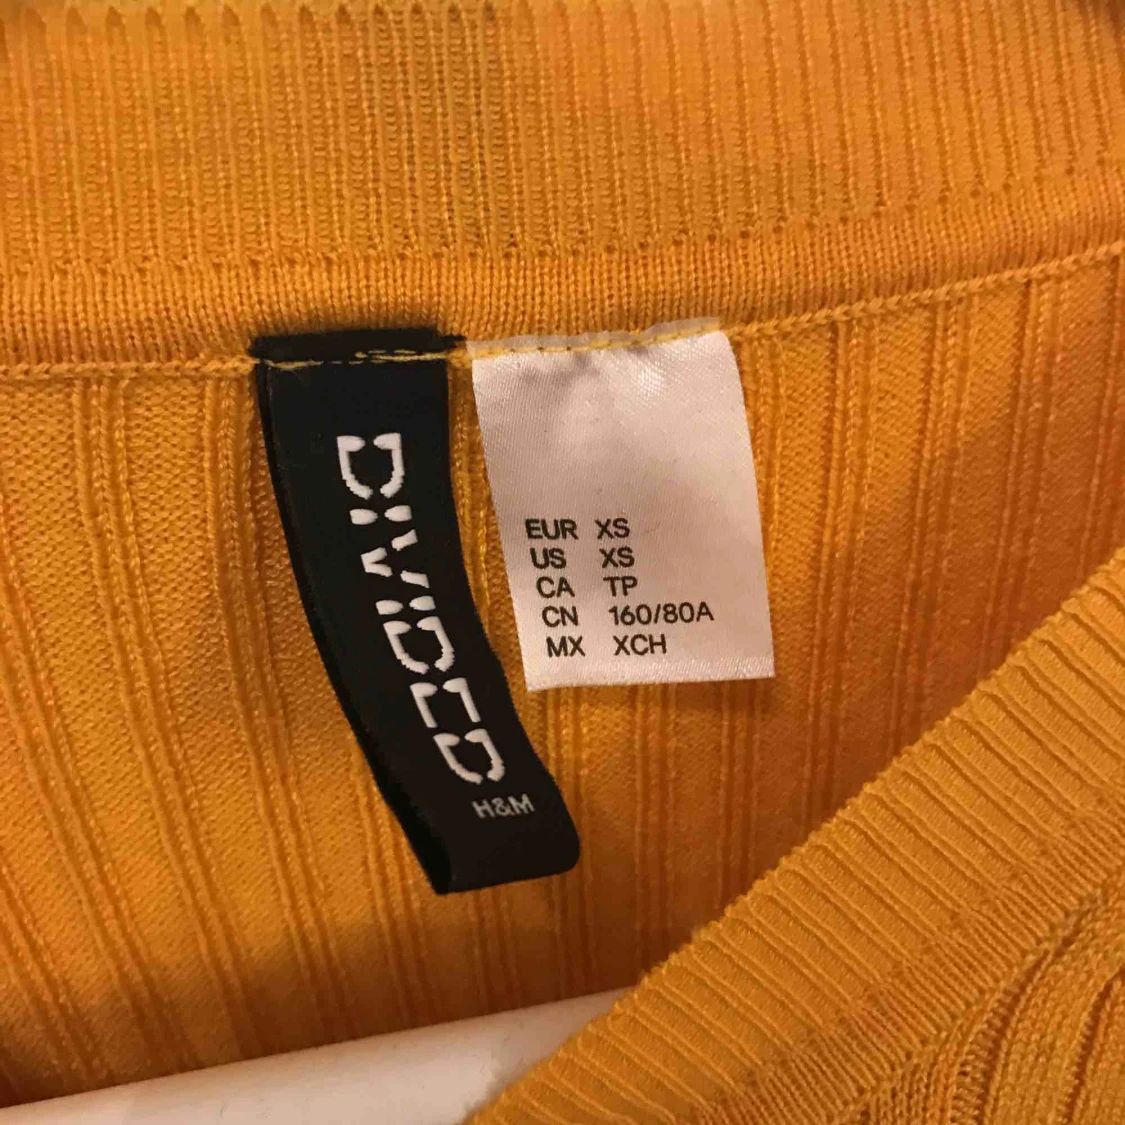 DIVIDED
H&M
EUR XS
US XS
CA TP
CN 160/80A
MX XCH